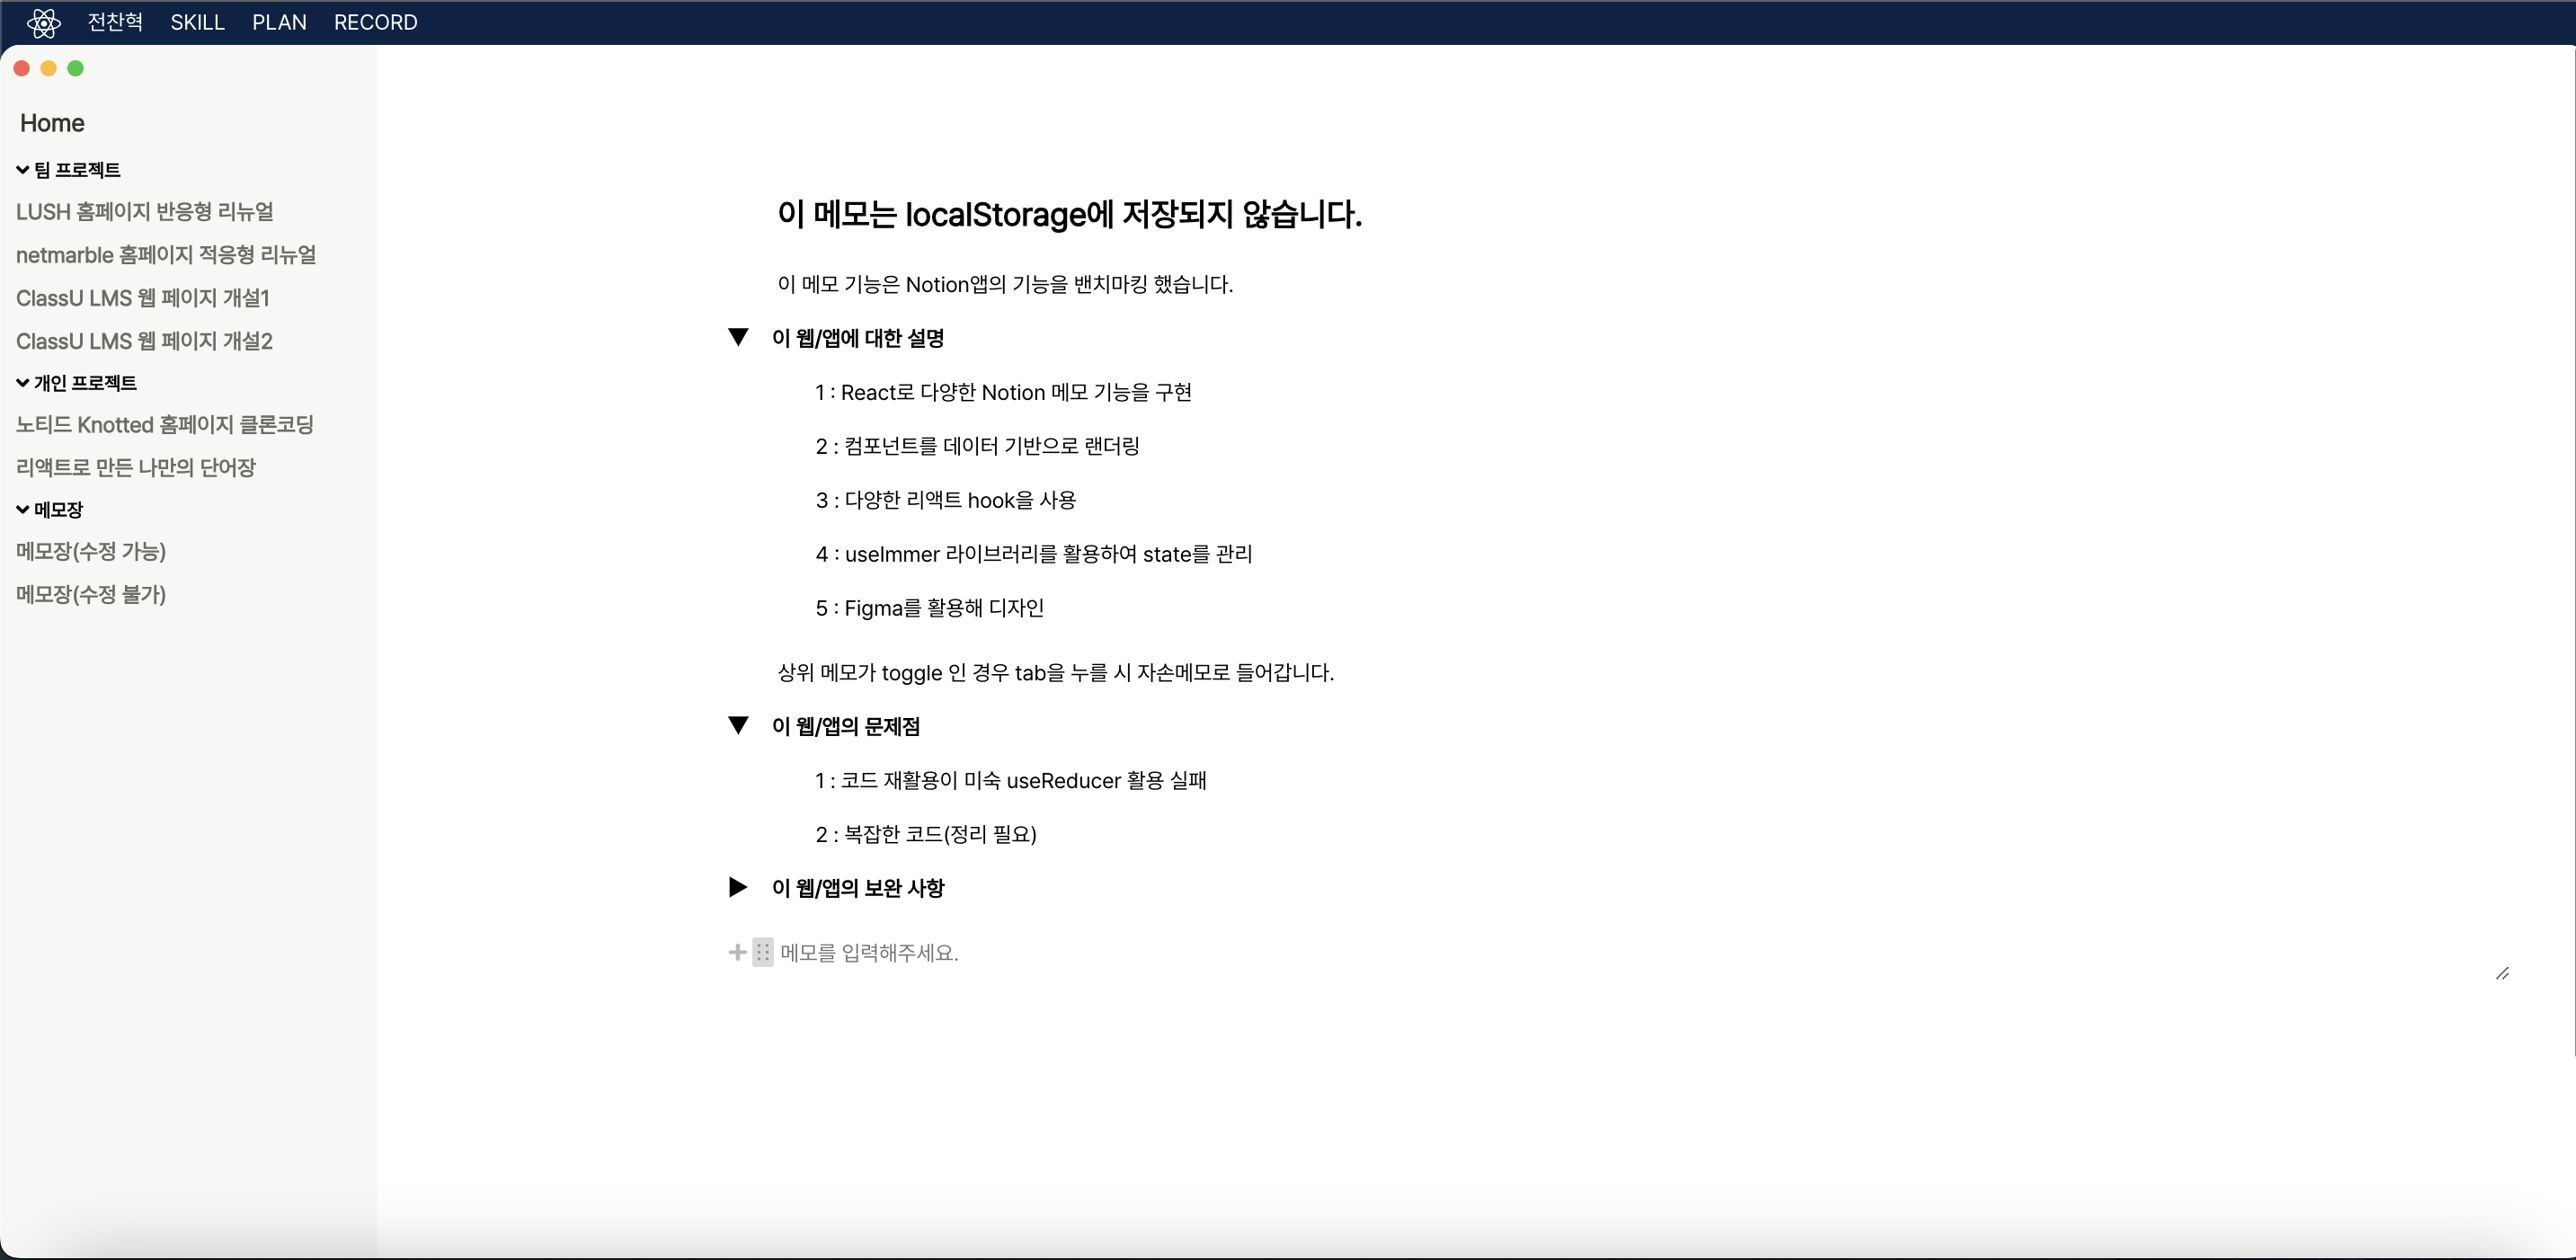 전찬혁 SKILL PLAN RECORD
Home
팀 프로젝트
LUSH 홈페이지 반응형 리뉴얼
netmarble 홈페이지 적응형 리뉴얼
ClassU LMS 웹 페이지 개설1
ClassU LMS 웹 페이지 개설2
개인 프로젝트
노티드 Knotted 홈페이지 클론코딩
리액트로 만든 나만의 단어장
메모장
메모장(수정 가능)
메모장(수정 불가)
이 메모는 localStorage에 저장되지 않습니다.
이 메모 기능은 Notion앱의 기능을 밴치마킹 했습니다.
이 웹/앱에 대한 설명
1 : React로 다양한 Notion 메모 기능을 구현
2 : 컴포넌트를 데이터 기반으로 랜더링
3 : 다양한 리액트 hook을 사용
4 : useImmer 라이브러리를 활용하여 state를 관리
5 : Figma를 활용해 디자인
상위 메모가 toggle 인 경우 tab을 누를 시 자손메모로 들어갑니다.
이 웹/앱의 문제점
1 : 코드 재활용이 미숙 useReducer 활용 실패
2 : 복잡한 코드(정리 필요)
이 웹/앱의 보완 사항
메모를 입력해주세요.